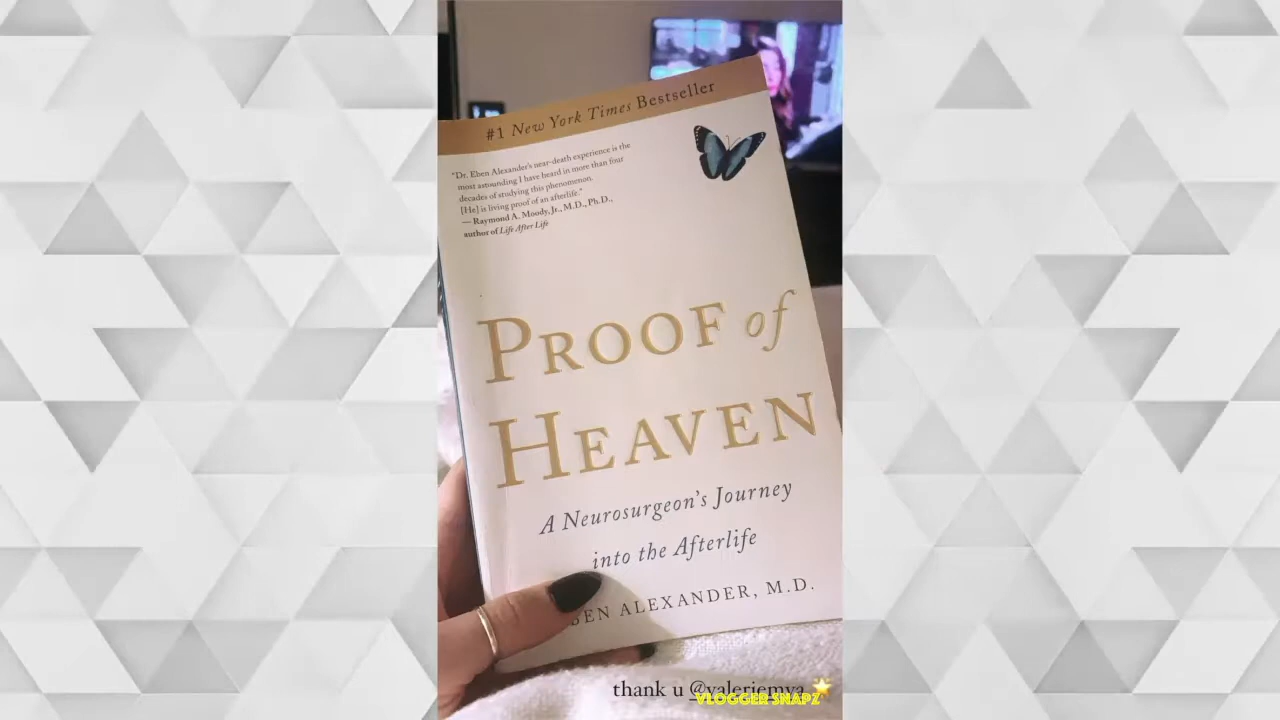 #1 New York Times Bestseller
"Dr. Eben Alexander's near-death experience is the
most astounding I have heard in more than four
decades of studying this phenomenon.
[He] is living proof of an afterlife."
— Raymond A. Moody, Jr., M.D., Ph.D.,
author of Life After Life
PROOF of
HEAVEN
A Neurosurgeon's Journey
into the Afterlife
BEN ALEXANDER, M.D.
thank u @valeriemya
VLOGGER SNAPZ